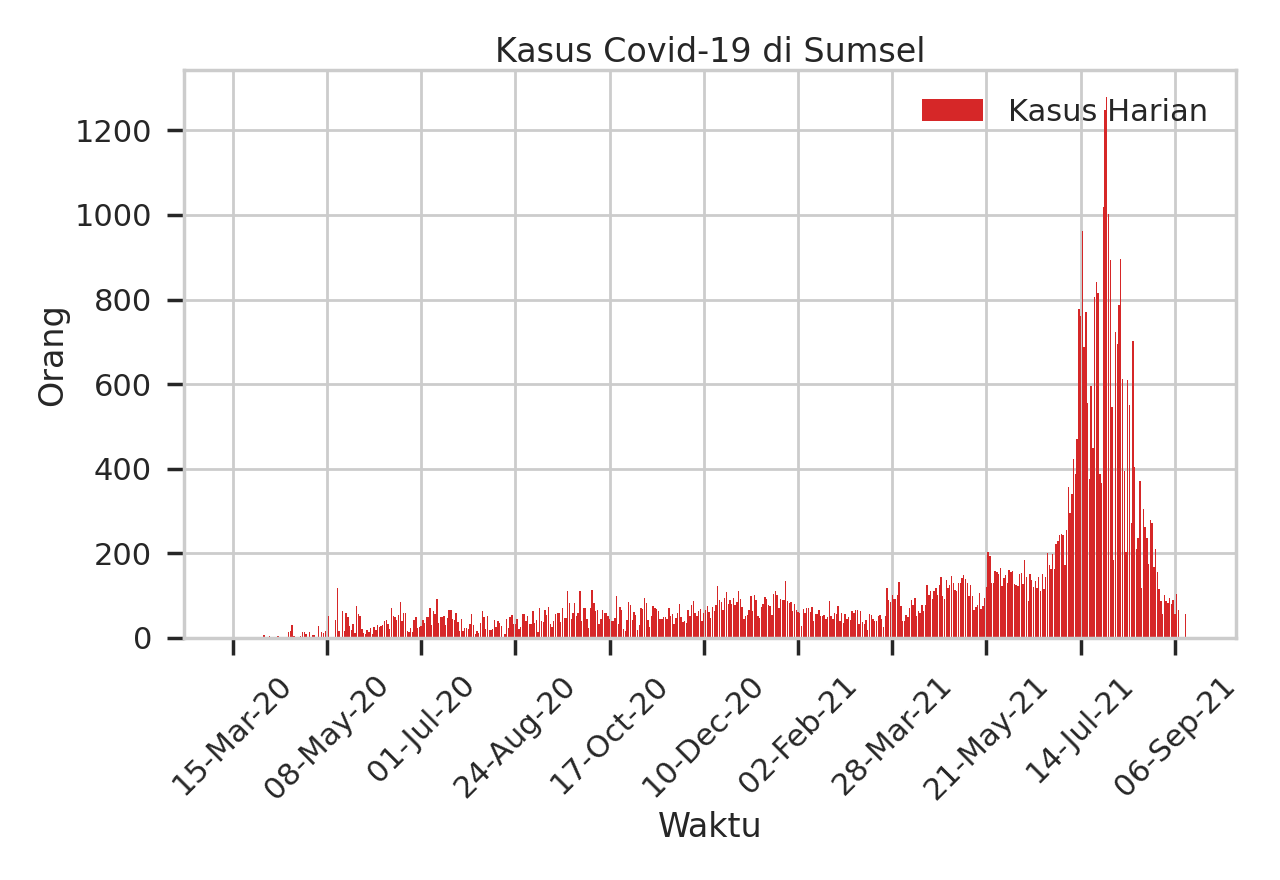 Kasus Covid-19 di Sumsel
Kasus Harian
1200
1000
800
600
400
200
0
Orang
15-Mar-20
08-May-20
01-Jul-20
24-Aug-20
17-Oct-20
10-Dec-20
02-Feb-21
28-Mar-21
21-May-21
14-Jul-21
06-Sep-21
Waktu